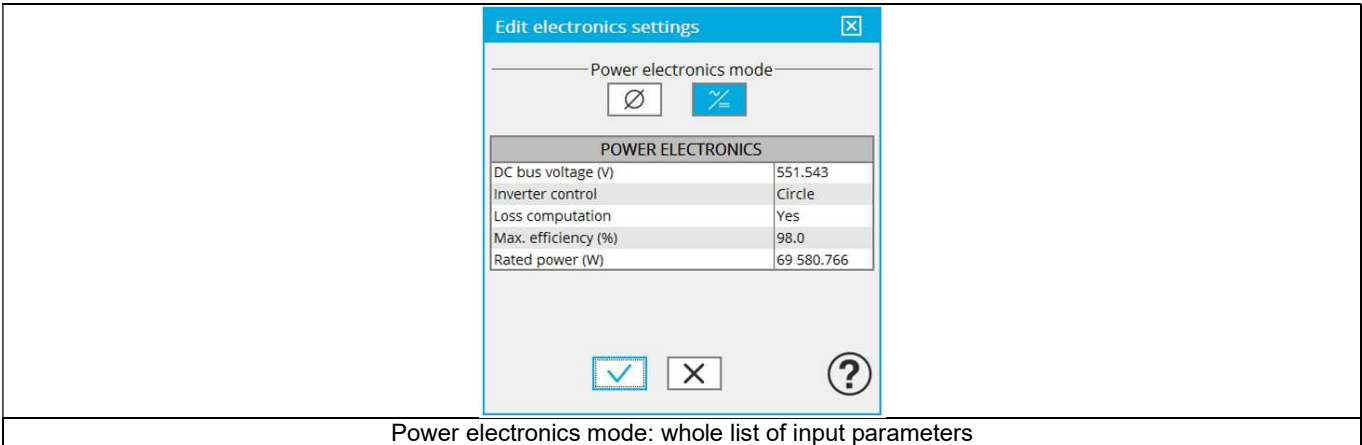 Edit electronics settings
Power electronics mode
POWER ELECTRONICS
DC bus voltage (V) 551.543
Inverter control Circle
Loss computation Yes
Max. efficiency (%) 98.0
Rated power (W) 69 580.766
?
Power electronics mode: whole list of input parameters